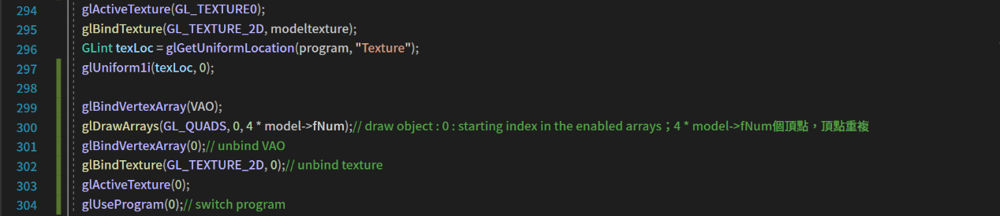 294 glActiveTexture(GL_TEXTURE0);
295 glBindTexture(GL_TEXTURE_2D, modeltexture);
296 GLint texLoc = glGetUniformLocation(program, "Texture");
297 glUniform1i(texLoc, 0);
298
299 glBindVertexArray(VAO);
300 glDrawArrays(GL_QUADS, 0, 4 * model->fNum);// draw object : 0 : starting index in the enabled arrays；4 * model->fNum個頂點，頂點重複
301 glBindVertexArray(0);// unbind VAO
302 glBindTexture(GL_TEXTURE_2D, 0);// unbind texture
303 glActiveTexture(0);
304 glUseProgram(0);// switch program